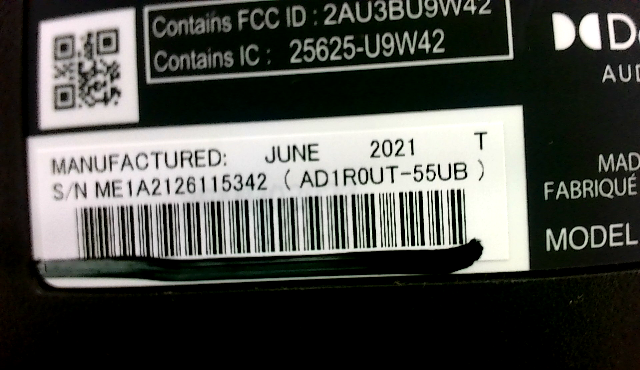 Contains FCC ID : 2AU3BU9W42
Contains IC : 25625-U9W42
AUD
MANUFACTURED: JUNE 2021 T
S/N ME1A2126115342 ( AD1R0UT-55UB )
MAD
FABRIQUÉ
MODEL